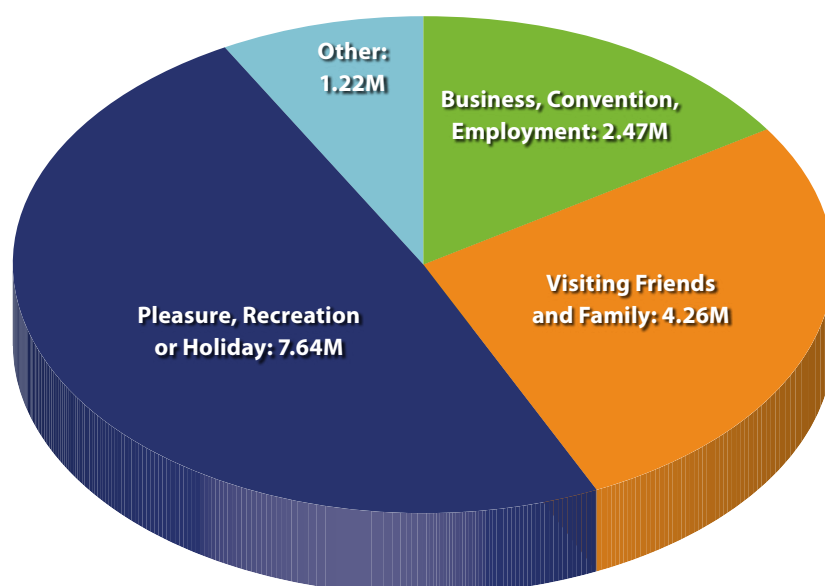 Other:
1.22M
Business, Convention,
Employment: 2.47M
Visiting Friends
and Family: 4.26M
Pleasure, Recreation
or Holiday: 7.64M